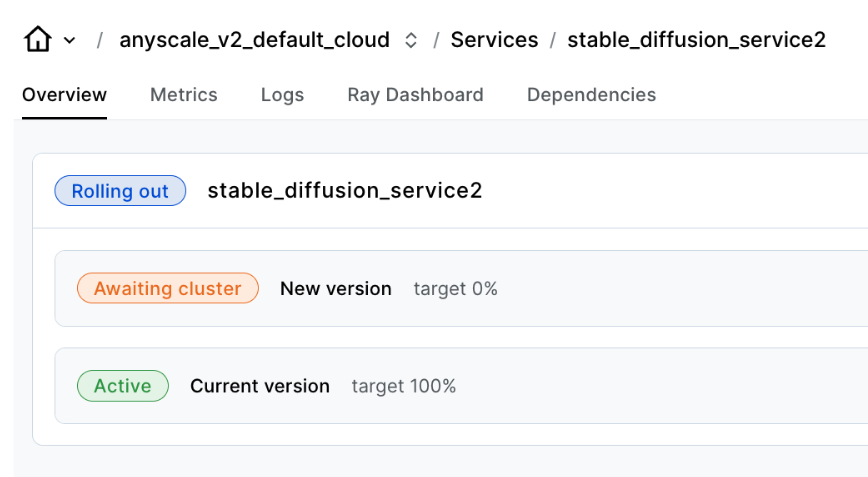 / anyscale_v2_default_cloud / Services / stable_diffusion_service2
Overview Metrics Logs Ray Dashboard Dependencies
Rolling out stable_diffusion_service2
Awaiting cluster New version target 0%
Active Current version target 100%